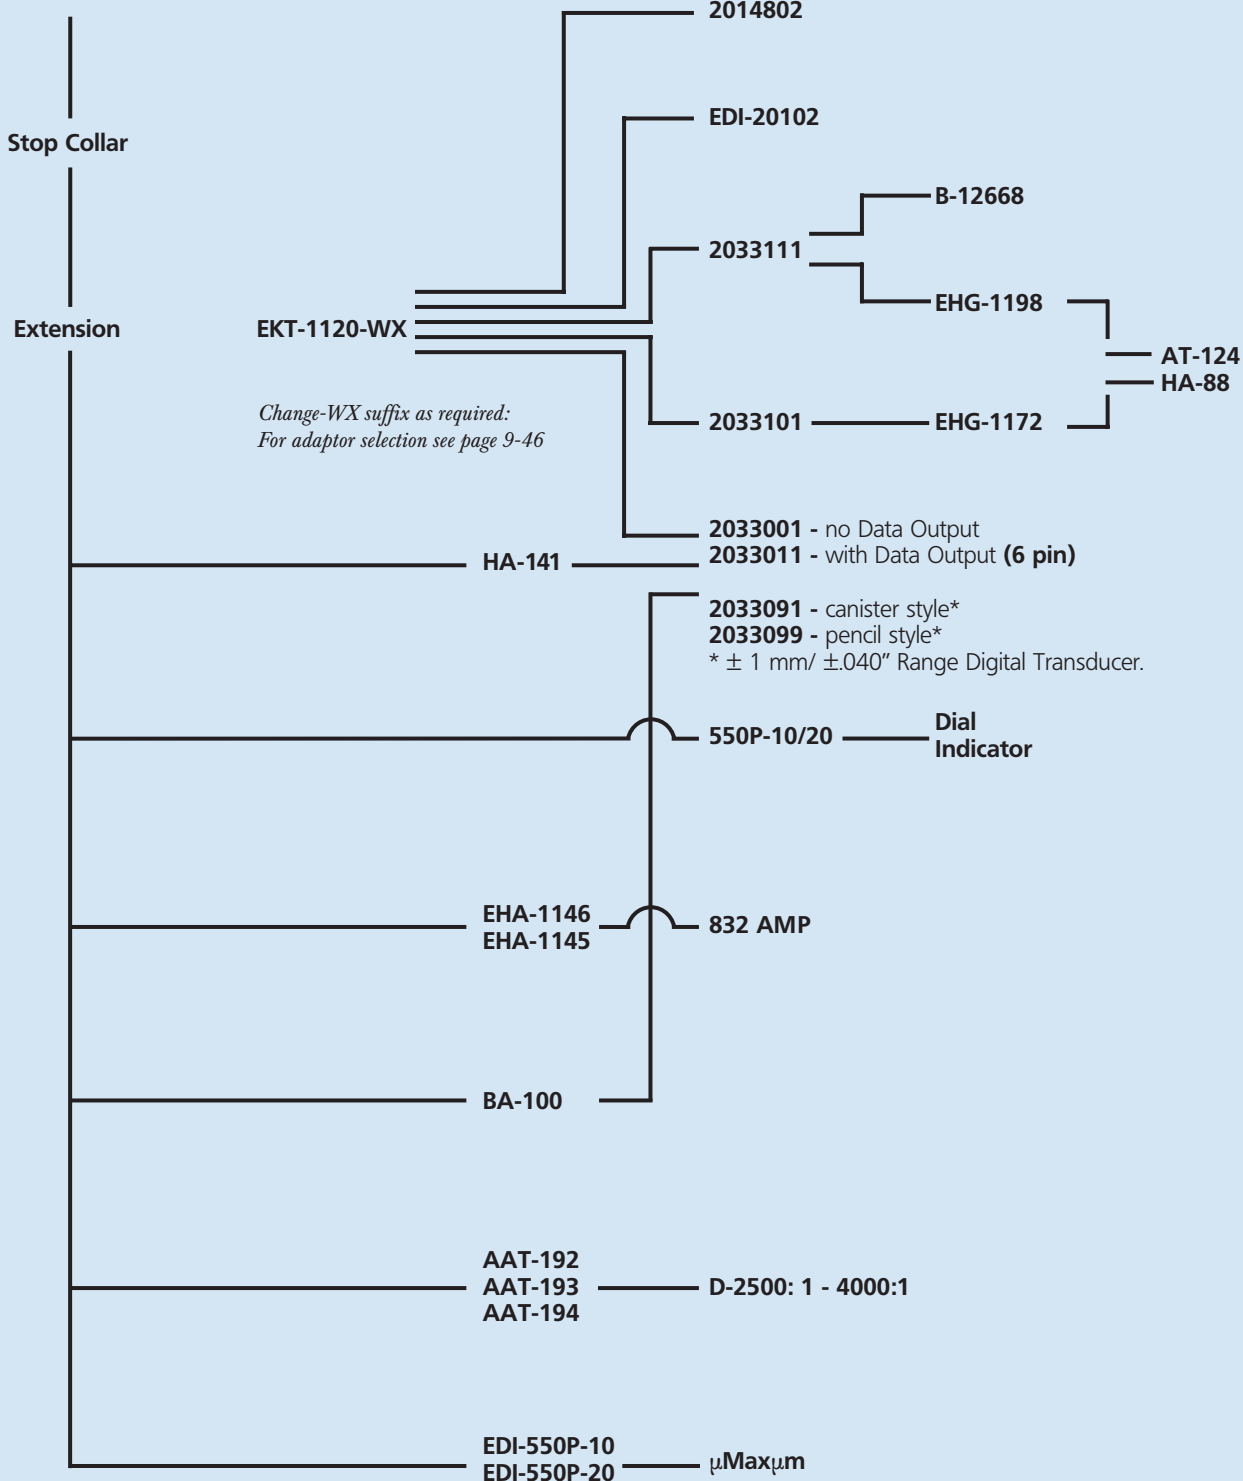 2014802
EDI-20102
Stop Collar
B-12668
2033111
EHG-1198
Extension
EKT-1120-WX
AT-124
HA-88
Change-WX suffix as required:
For adaptor selection see page 9-46
2033101
EHG-1172
2033001 - no Data Output
HA-141
2033011 - with Data Output (6 pin)
2033091 - canister style*
2033099 - pencil style*
* ± 1 mm/ ±.040” Range Digital Transducer.
550P-10/20
Dial
Indicator
EHA-1146
EHA-1145
832 AMP
BA-100
AAT-192
AAT-193
AAT-194
D-2500: 1 - 4000:1
EDI-550P-10
EDI-550P-20
µMaxµm